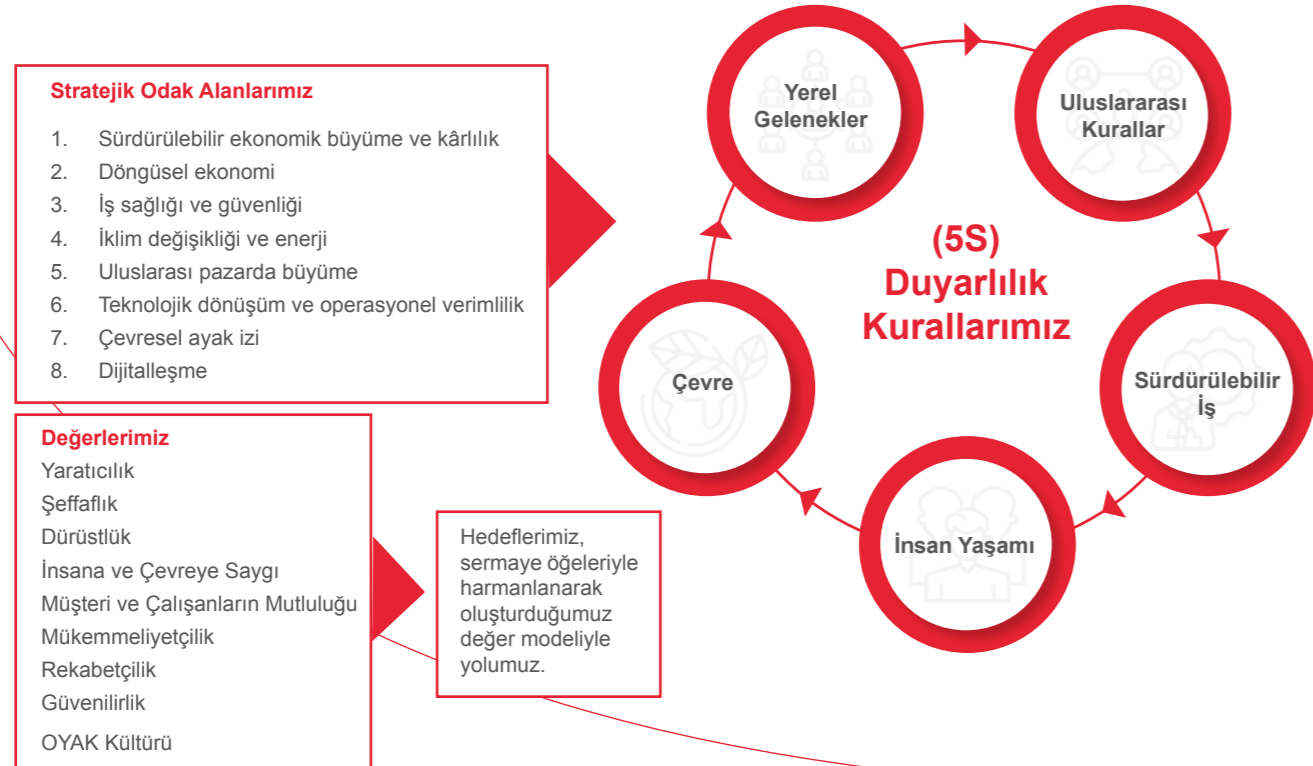 Stratejik Odak Alanlarımız
1. Sürdürülebilir ekonomik büyüme ve kârlılık
2. Döngüsel ekonomi
3. İş sağlığı ve güvenliği
4. İklim değişikliği ve enerji
5. Uluslarası pazarda büyüme
6. Teknolojik dönüşüm ve operasyonel verimlilik
7. Çevresel ayak izi
8. Dijitalleşme
Değerlerimiz
Yaratıcılık
Şeffaflık
Dürüstlük
İnsana ve Çevreye Saygı
Müşteri ve Çalışanların Mutluluğu
Mükemmeliyetçilik
Rekabetçilik
Güvenilirlik
OYAK Kültürü
Hedeflerimiz,
sermaye öğeleriyle
harmanlanarak
oluşturduğumuz
değer modeliyle
yolumuz.
(5S)
Duyarlılık
Kurallarımız
Yerel
Gelenekler
Uluslararası
Kurallar
Sürdürülebilir
İş
İnsan Yaşamı
Çevre